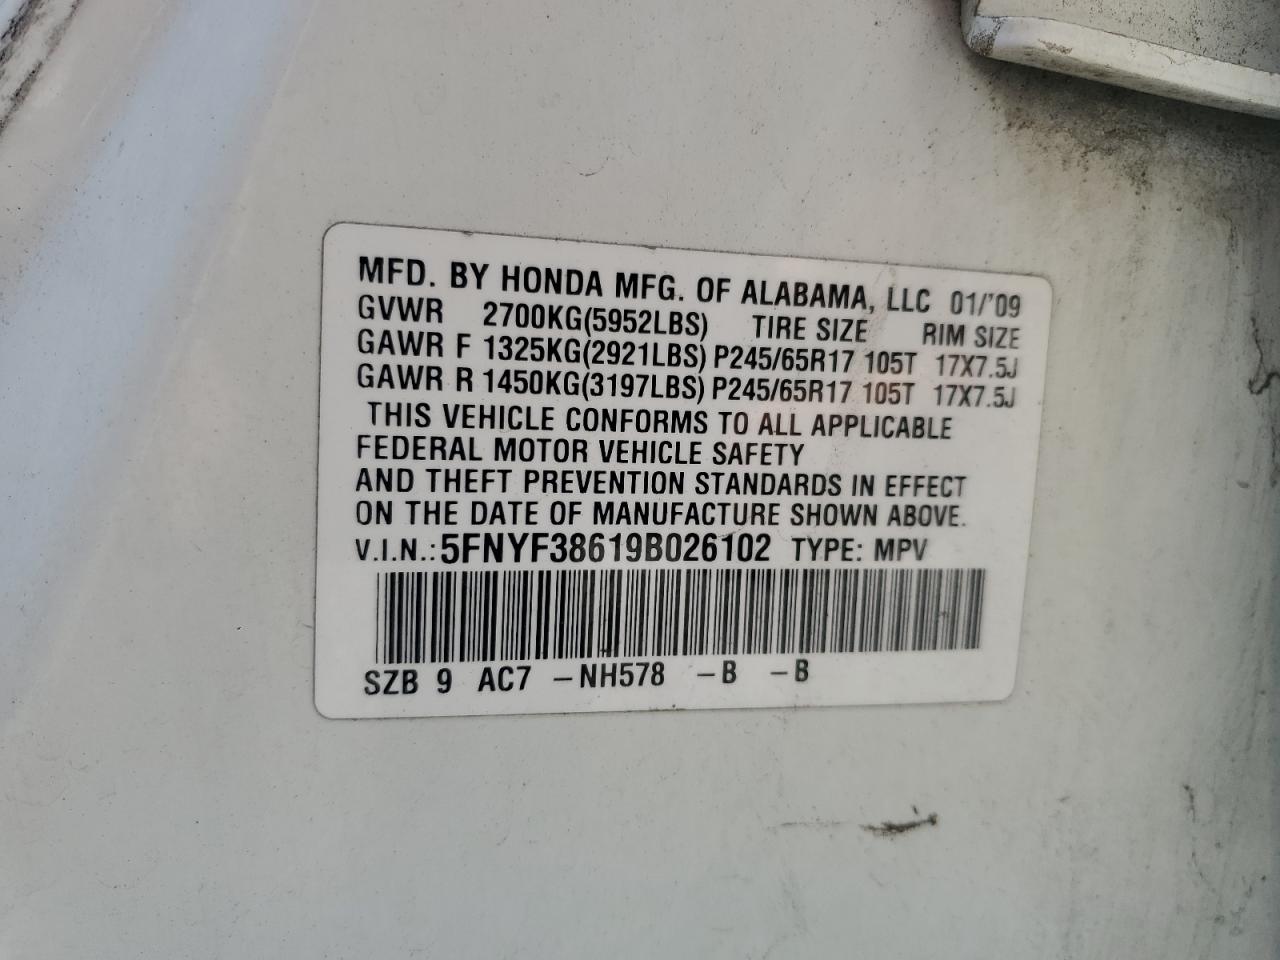 MFD. BY HONDA MFG. OF ALABAMA, LLC 01/'09
GVWR 2700KG(5952LBS) TIRE SIZE RIM SIZE
GAWR F 1325KG(2921LBS) P245/65R17 105T 17X7.5J
GAWR R 1450KG(3197LBS) P245/65R17 105T 17X7.5J
THIS VEHICLE CONFORMS TO ALL APPLICABLE
FEDERAL MOTOR VEHICLE SAFETY
AND THEFT PREVENTION STANDARDS IN EFFECT
ON THE DATE OF MANUFACTURE SHOWN ABOVE.
V.I.N.: 5FNYF38619B026102 TYPE: MPV
SZB 9 AC7 –NH578 –B –B